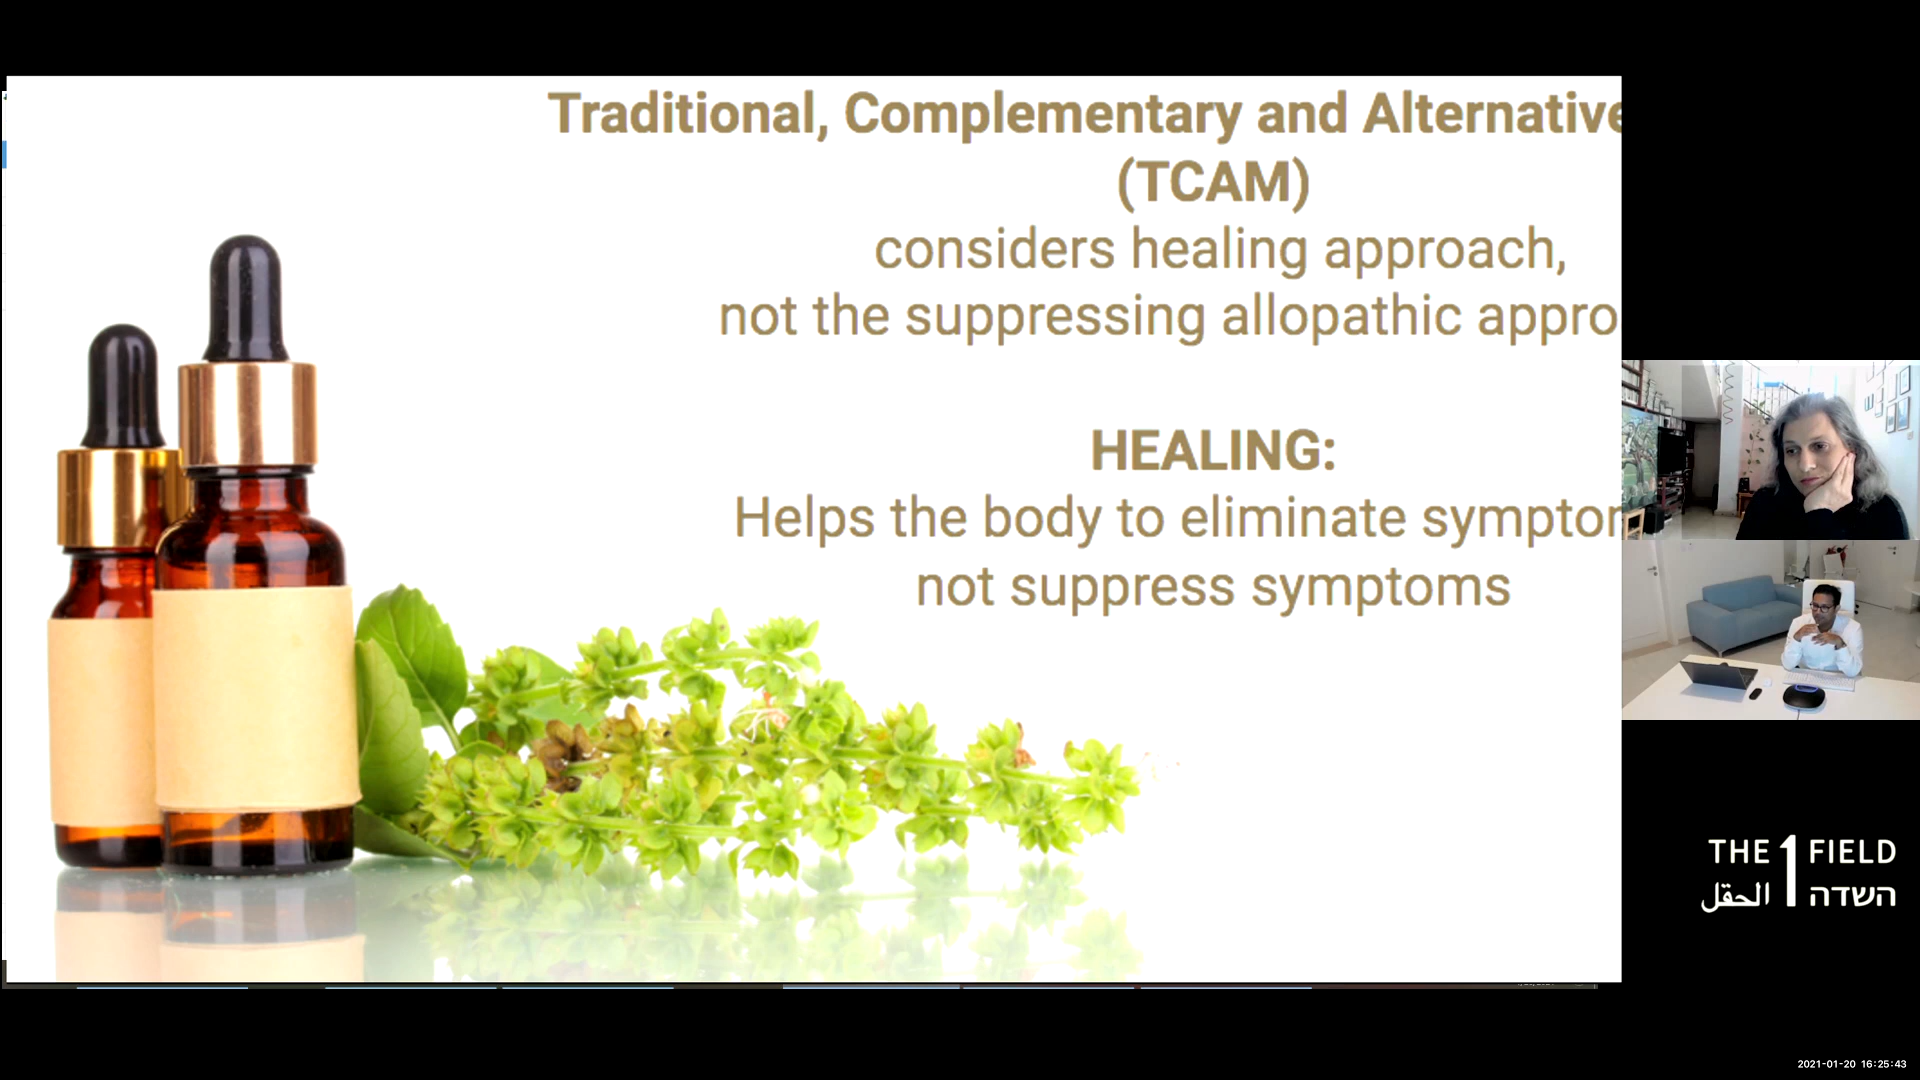 Traditional, Complementary and Alternative
(TCAM)
considers healing approach,
not the suppressing allopathic appro
HEALING:
Helps the body to eliminate symptom
not suppress symptoms
THE 1 FIELD
الحقل השדה
2021-01-20 16:25:43